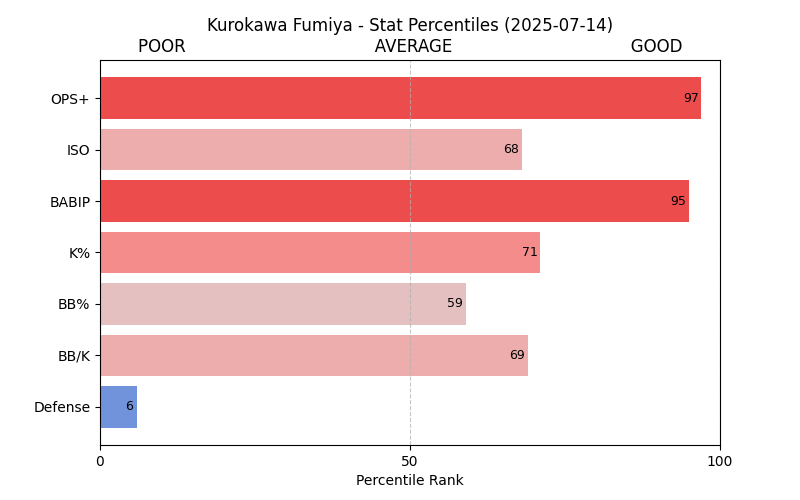 Kurokawa Fumiya - Stat Percentiles (2025-07-14)
POOR AVERAGE GOOD
OPS+ 97
ISO 68
BABIP 95
K% 71
BB% 59
BB/K 69
Defense 6
0 50 100
Percentile Rank